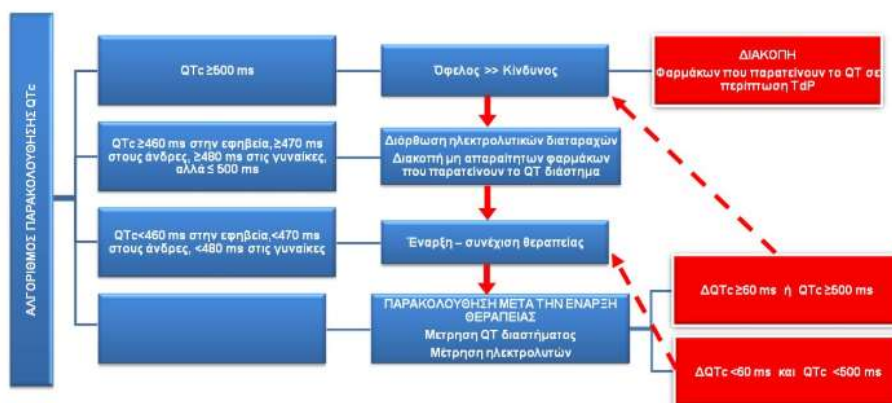 ΑΛΓΟΡΙΘΜΟΣ ΠΑΡΑΚΟΛΟΥΘΗΣΗΣ QTc
QTc ≥500 ms
Όφελος >> Κίνδυνος
ΔΙΑΚΟΠΗ
Φαρμάκων που παρατείνουν το QT σε
περίπτωση TdP
QTc ≥460 ms στην εφηβεία, ≥470 ms
στους άνδρες, ≥480 ms στις γυναίκες,
αλλά ≤ 500 ms
Διόρθωση ηλεκτρολυτικών διαταραχών
Διακοπή μη απαραίτητων φαρμάκων
που παρατείνουν το QT διάστημα
QTc<460 ms στην εφηβεία,<470 ms
στους άνδρες, <480 ms στις γυναίκες
Έναρξη – συνέχιση θεραπείας
ΠΑΡΑΚΟΛΟΥΘΗΣΗ ΜΕΤΑ ΤΗΝ ΕΝΑΡΞΗ
ΘΕΡΑΠΕΙΑΣ
Μετρηση QT διαστήματος
Μέτρηση ηλεκτρολυτών
ΔQTc ≥60 ms ή QTc ≥500 ms
ΔQTc <60 ms και QTc <500 ms